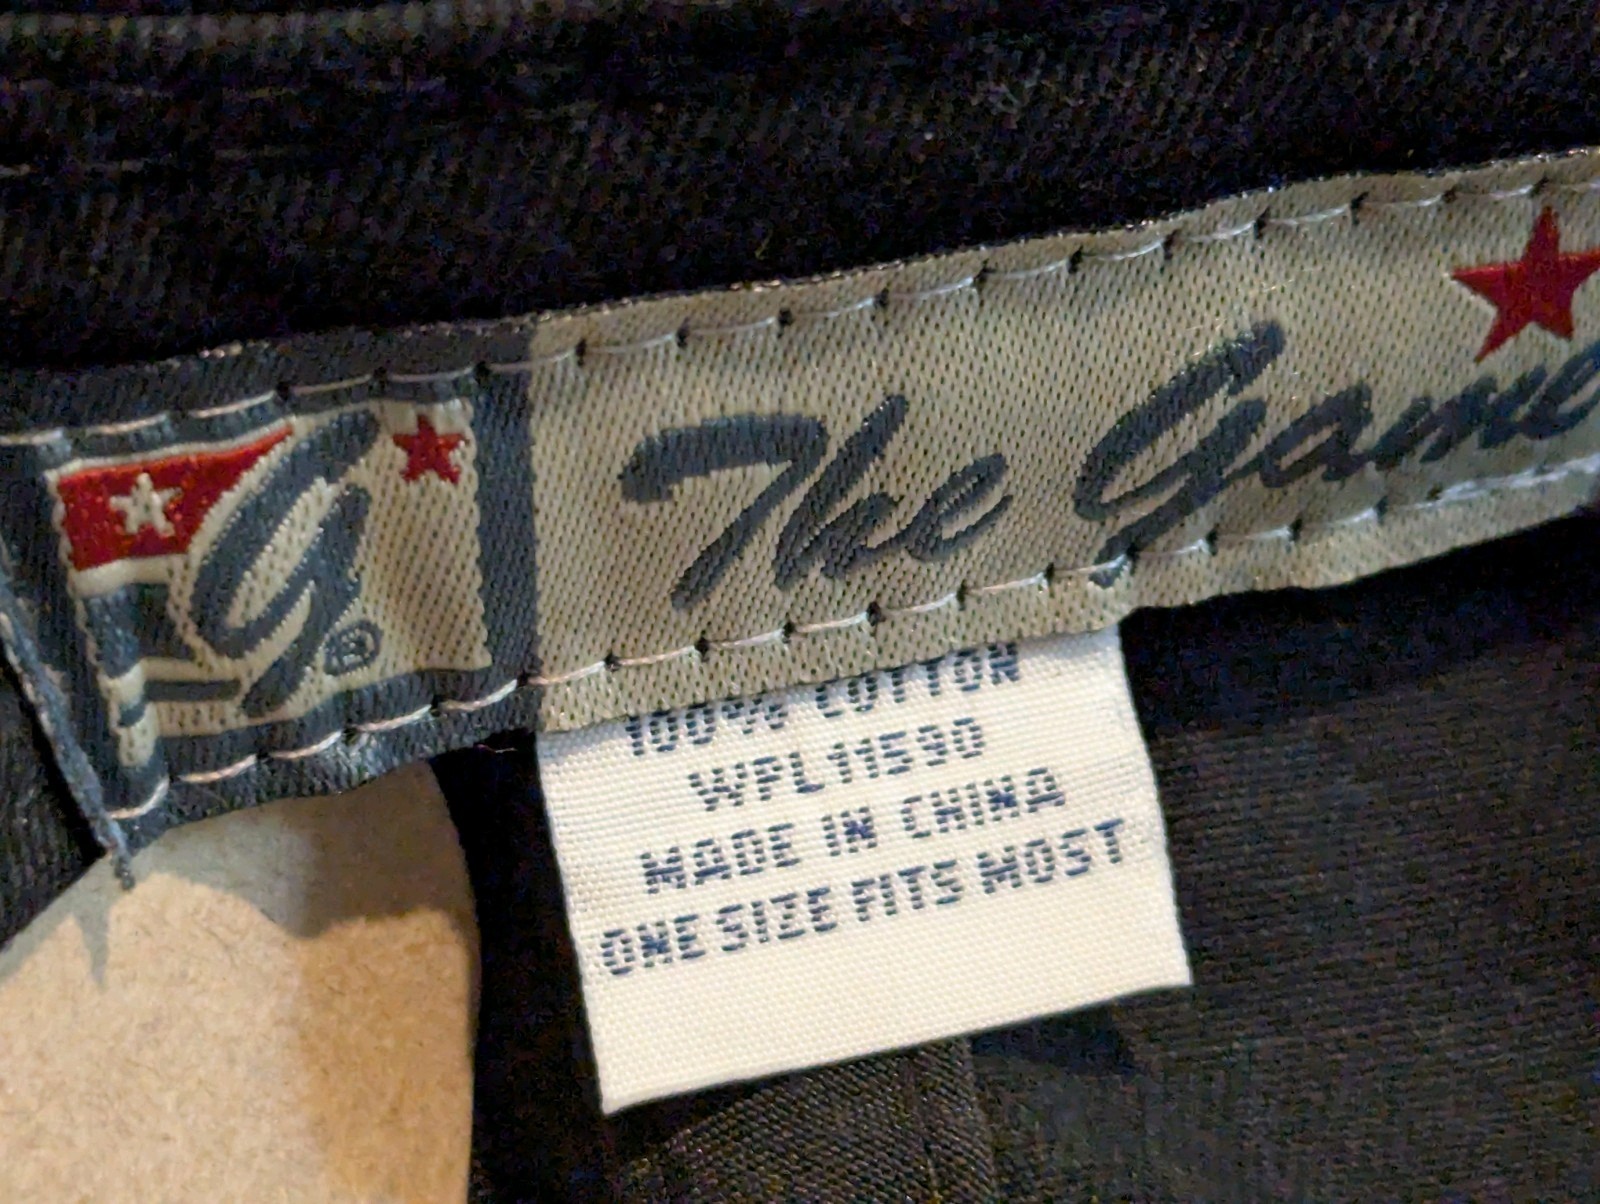 G®
The Game
100% COTTON
WPL11590
MADE IN CHINA
ONE SIZE FITS MOST